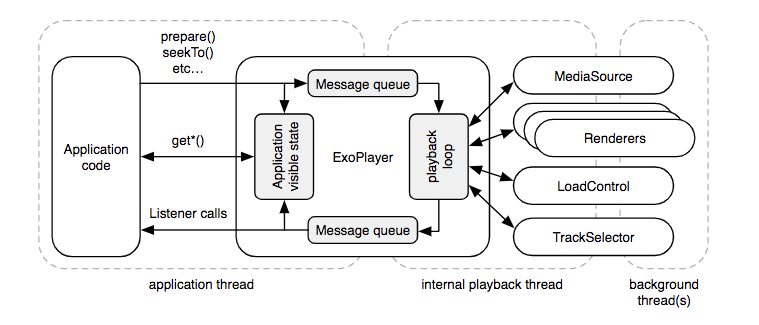 prepare()
seekTo()
etc...
Message queue
MediaSource
Application
code
get*()
Application
visible state
ExoPlayer
playback
loop
Renderers
LoadControl
Listener calls
Message queue
TrackSelector
application thread
internal playback thread
background
thread(s)